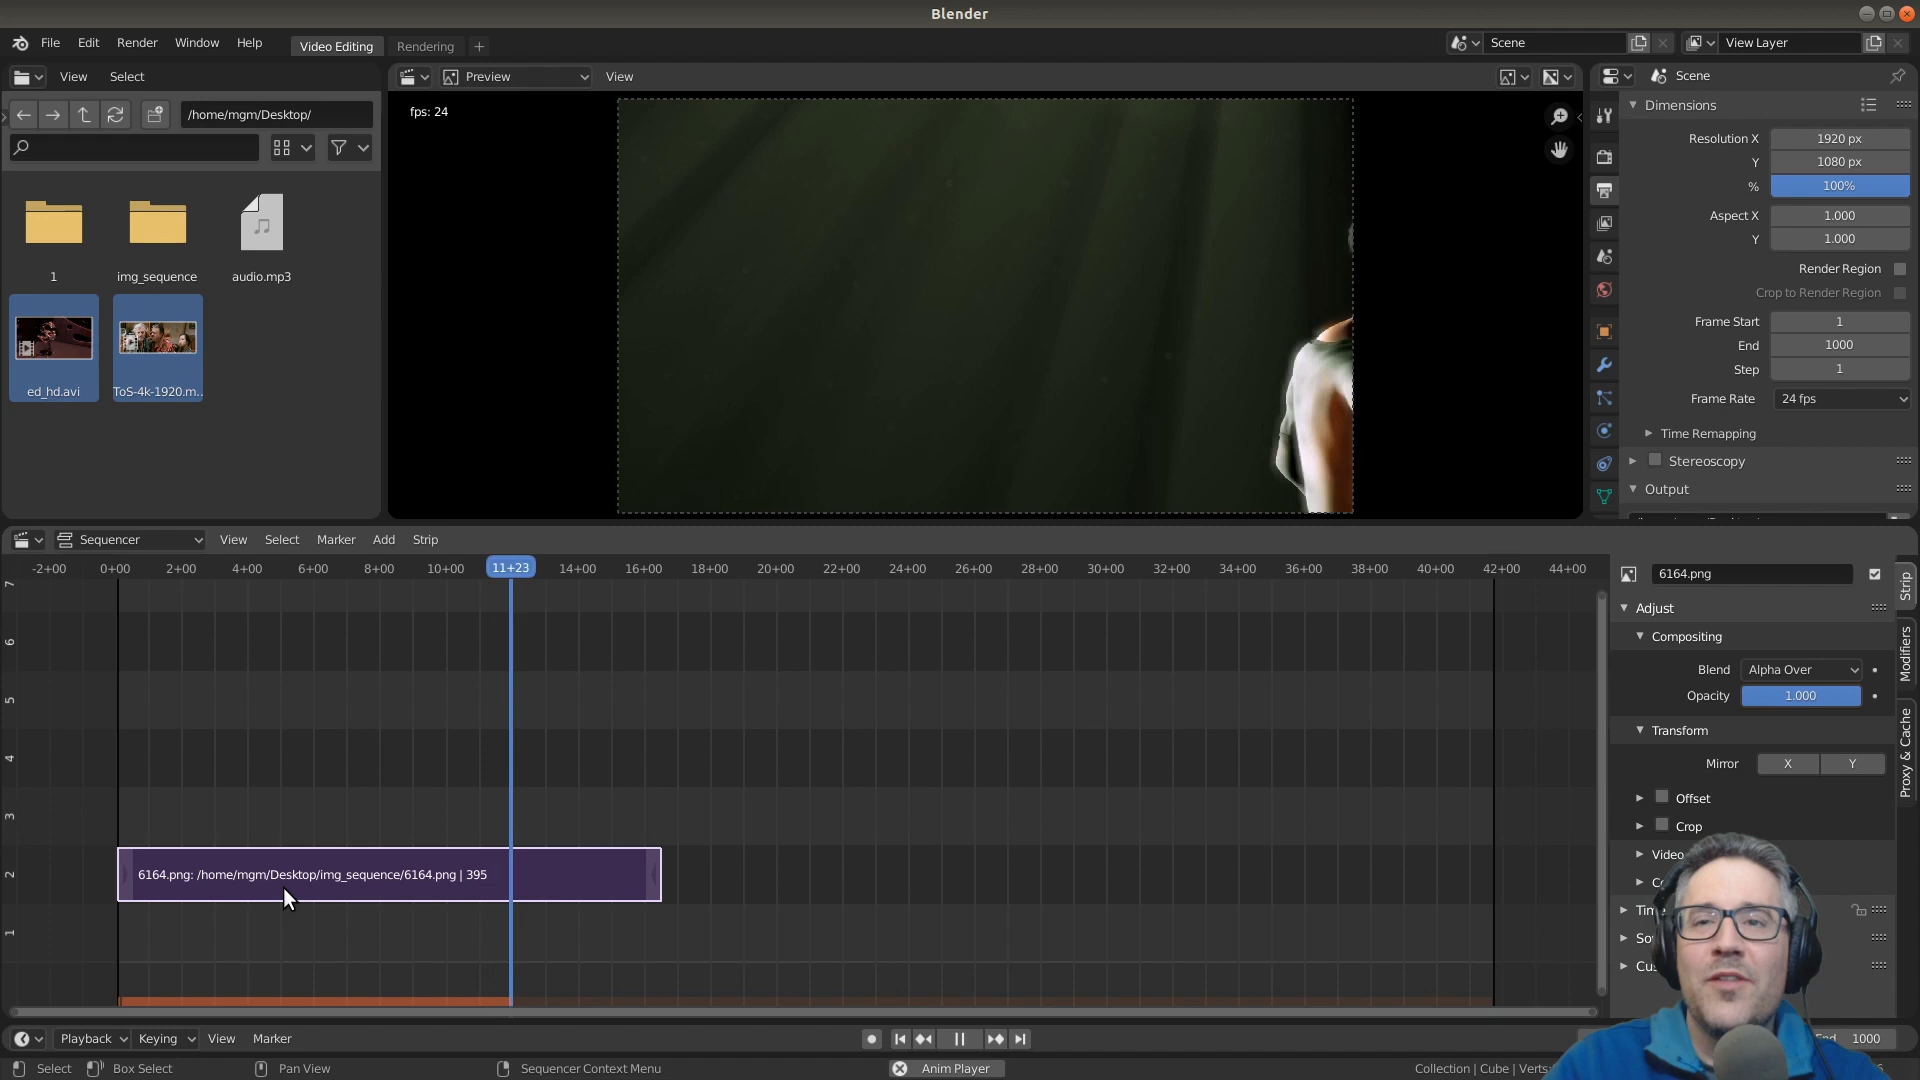 Blender
File Edit Render Window Help Video Editing Rendering + Scene View Layer
View Select
Preview View
Scene
/home/mgm/Desktop/
fps: 24
1 img_sequence audio.mp3
ed_hd.avi ToS-4k-1920.m..
Dimensions
Resolution X 1920 px
Y 1080 px
% 100%
Aspect X 1.000
Y 1.000
Render Region
Crop to Render Region
Frame Start 1
End 1000
Step 1
Frame Rate 24 fps
Time Remapping
Stereoscopy
Output
Sequencer View Select Marker Add Strip
-2+00 0+00 2+00 4+00 6+00 8+00 10+00 11+23 14+00 16+00 18+00 20+00 22+00 24+00 26+00 28+00 30+00 32+00 34+00 36+00 38+00 40+00 42+00 44+00
7
6
5
4
3
2
1
6164.png: /home/mgm/Desktop/img_sequence/6164.png | 395
6164.png
Adjust
Compositing
Blend Alpha Over
Opacity 1.000
Transform
Mirror X Y
Offset
Crop
Video
Strip
Modifiers
Proxy & Cache
Playback Keying View Marker
End 1000
Select Box Select Pan View Sequencer Context Menu Anim Player Collection | Cube | Verts: